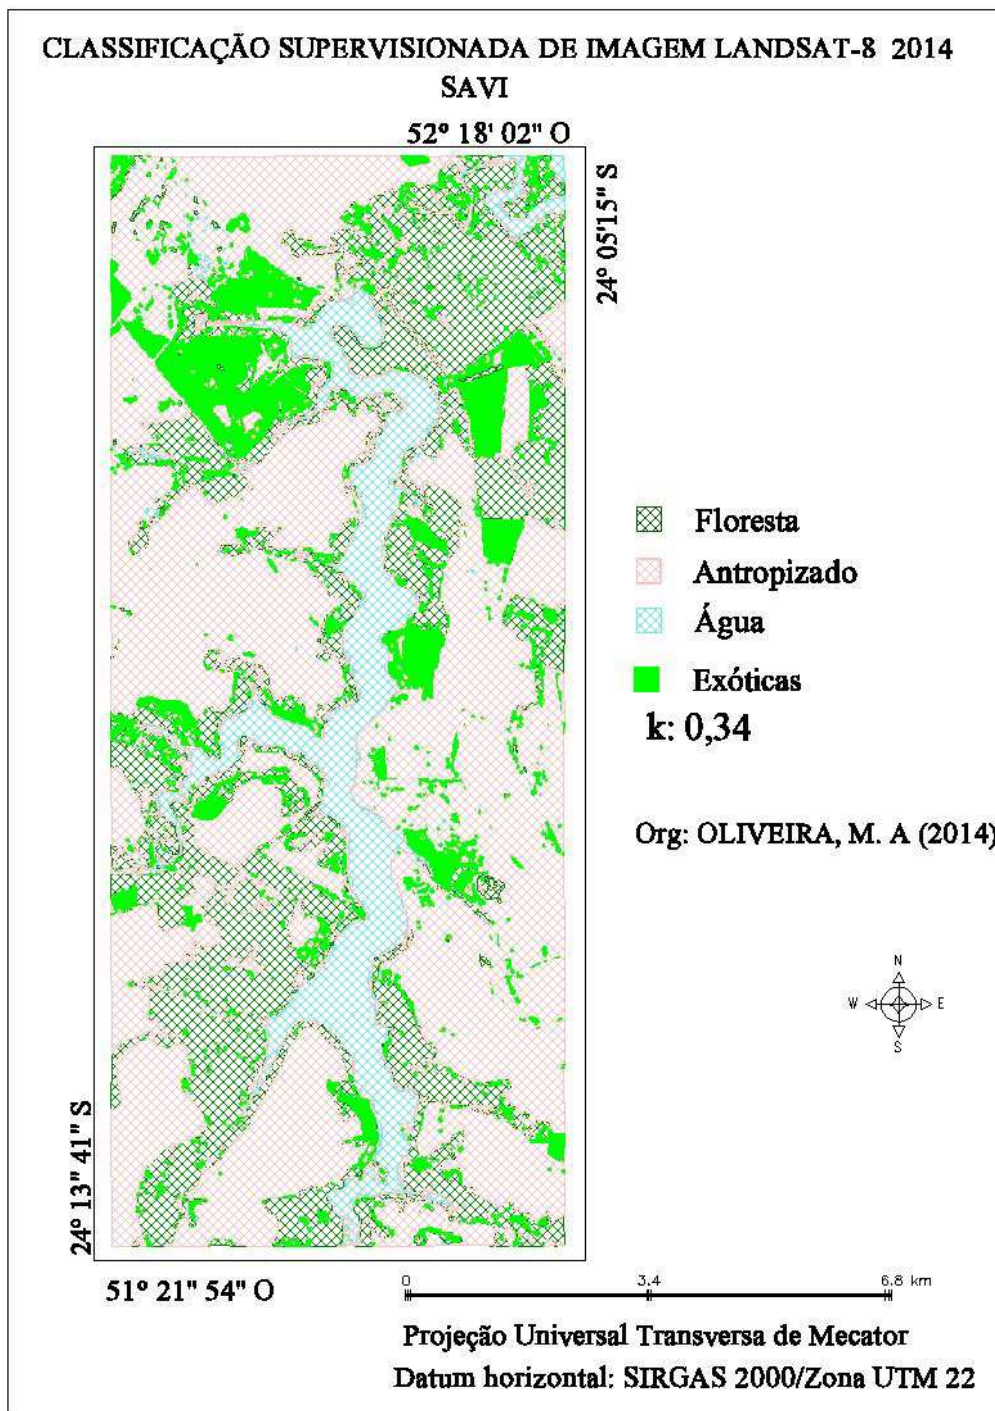 CLASSIFICAÇÃO SUPERVISIONADA DE IMAGEM LANDSAT-8 2014
SAVI
52º 18' 02" O
24º 05'15" S
Floresta
Antropizado
Água
Exóticas
k: 0,34
Org: OLIVEIRA, M. A (2014)
N
W E
S
24º 13" 41" S
51º 21" 54" O
0 3.4 6.8 km
Projeção Universal Transversa de Mecator
Datum horizontal: SIRGAS 2000/Zona UTM 22